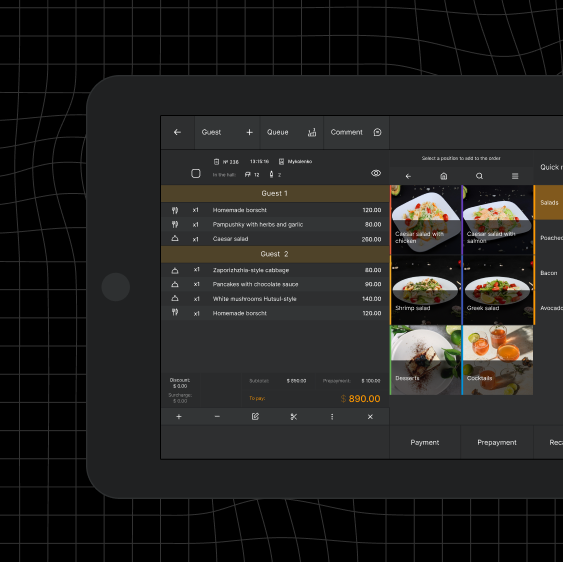 Guest + Queue Comment
№ 236 13:15:16 Mykolenko
In the hall: 12 2
Guest 1
x1 Homemade borscht 120.00
x1 Pampushky with herbs and garlic 80.00
x1 Caesar salad 260.00
Guest 2
x1 Zaporizhzhia-style cabbage 80.00
x1 Pancakes with chocolate sauce 90.00
x1 White mushrooms Hutsul-style 140.00
x1 Homemade borscht 120.00
Discount: Subtotal: $ 890.00 Prepayment: $ 100.00
$ 0.00
Surcharge: To pay: $ 890.00
$ 0.00
Select a position to add to the order
Caesar salad with
chicken
Caesar salad with
salmon
Shrimp salad
Greek salad
Desserts
Cocktails
Quick
Salads
Poached
Bacon
Avocado
Payment
Prepayment
Rec